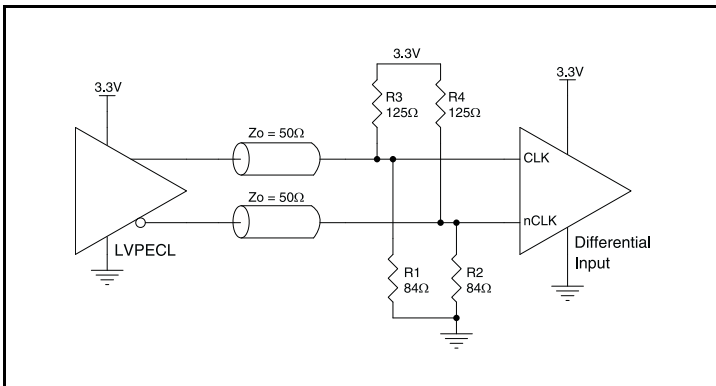 3.3V
3.3V
3.3V
R3
125Ω
R4
125Ω
Zo = 50Ω
CLK
Zo = 50Ω
nCLK
LVPECL
Differential
Input
R1
84Ω
R2
84Ω